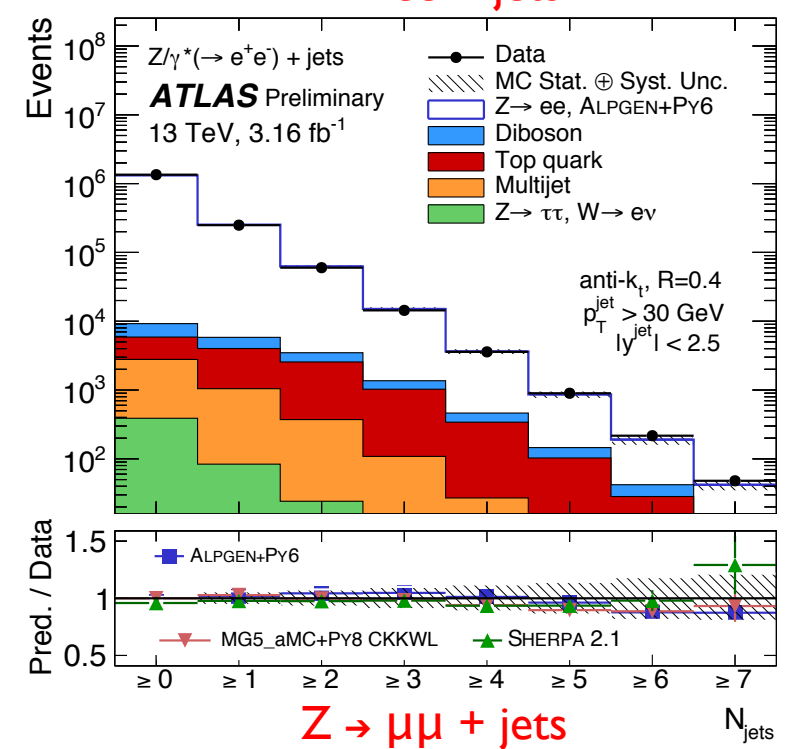 Events
10⁸
10⁷
10⁶
10⁵
10⁴
10³
10²
Z/γ*(→ e⁺e⁻) + jets
ATLAS Preliminary
13 TeV, 3.16 fb⁻¹
Data
MC Stat. ⊕ Syst. Unc.
Z→ ee, ALPGEN+PY6
Diboson
Top quark
Multijet
Z→ ττ, W→ eν
anti-kₜ, R=0.4
p_T^jet > 30 GeV
|y^jet| < 2.5
Pred. / Data
1.5
1
0.5
ALPGEN+PY6
MG5_aMC+PY8 CKKWL
SHERPA 2.1
≥ 0 ≥ 1 ≥ 2 ≥ 3 ≥ 4 ≥ 5 ≥ 6 ≥ 7
N_jets
Z → μμ + jets